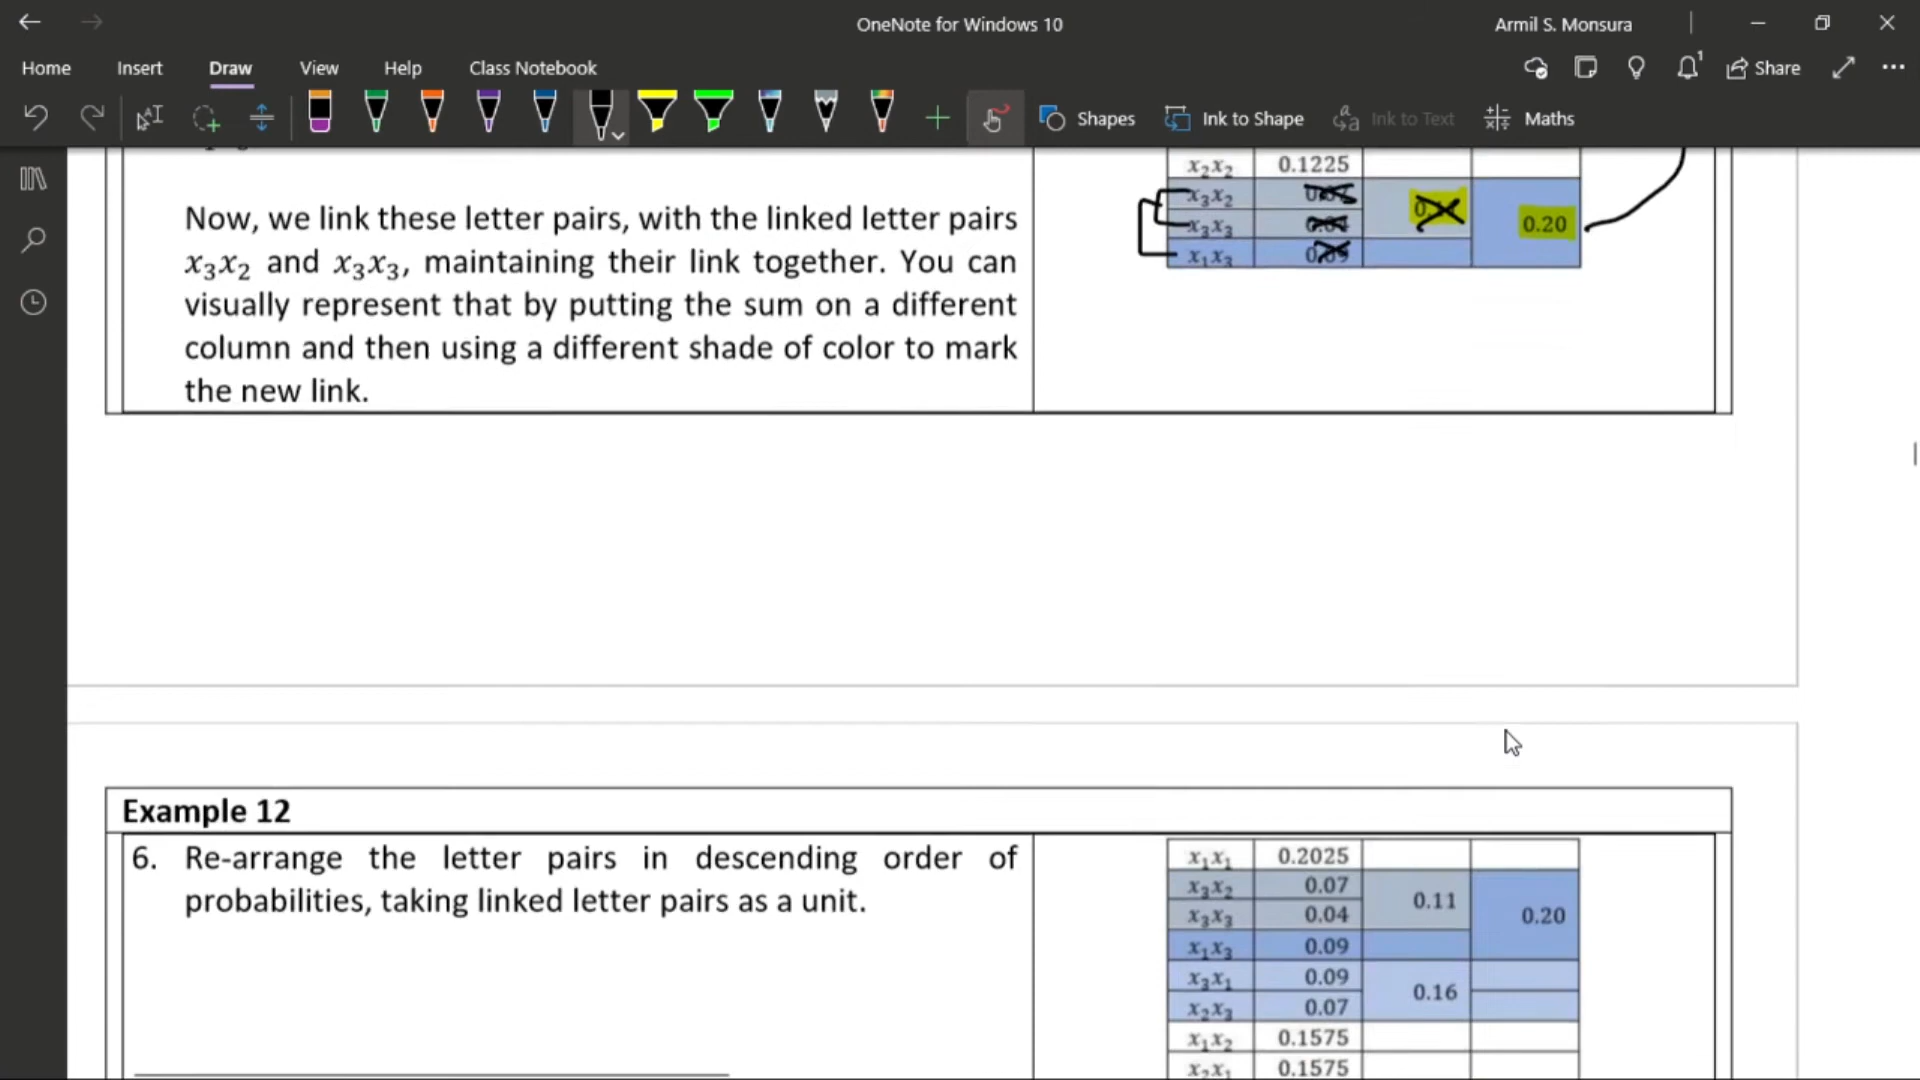 OneNote for Windows 10
Armil S. Monsura
Home Insert Draw View Help Class Notebook
Share
Shapes Ink to Shape Ink to Text Maths
x₂x₂ 0.1225
x₃x₂
x₃x₃ 0.20
x₁x₃
Now, we link these letter pairs, with the linked letter pairs
x₃x₂ and x₃x₃, maintaining their link together. You can
visually represent that by putting the sum on a different
column and then using a different shade of color to mark
the new link.
Example 12
6. Re-arrange the letter pairs in descending order of
probabilities, taking linked letter pairs as a unit.
x₁x₁ 0.2025
x₃x₂ 0.07 0.11 0.20
x₃x₃ 0.04
x₁x₃ 0.09
x₃x₁ 0.09 0.16
x₂x₃ 0.07
x₁x₂ 0.1575
x₂x₁ 0.1575